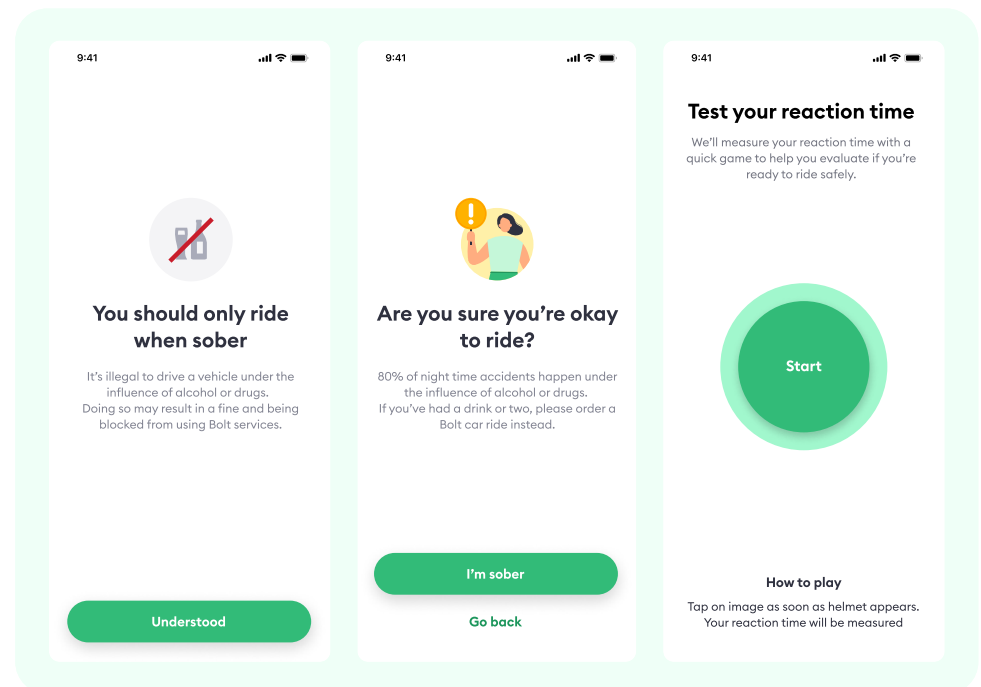 9:41
You should only ride
when sober
It’s illegal to drive a vehicle under the
influence of alcohol or drugs.
Doing so may result in a fine and being
blocked from using Bolt services.
Understood
9:41
Are you sure you’re okay
to ride?
80% of night time accidents happen under
the influence of alcohol or drugs.
If you’ve had a drink or two, please order a
Bolt car ride instead.
I’m sober
Go back
9:41
Test your reaction time
We’ll measure your reaction time with a
quick game to help you evaluate if you’re
ready to ride safely.
Start
How to play
Tap on image as soon as helmet appears.
Your reaction time will be measured